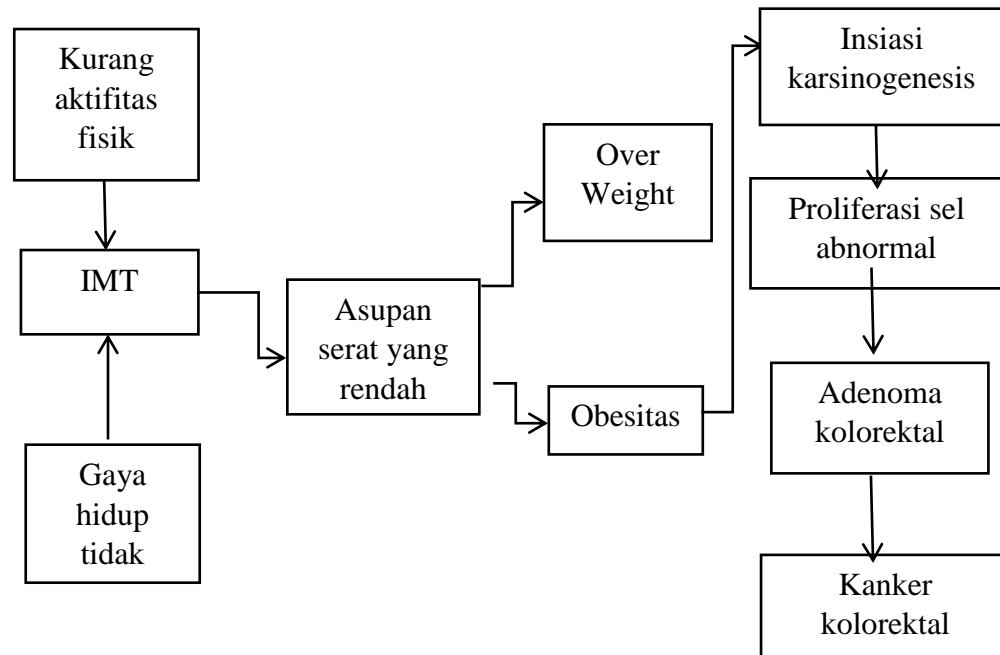 Kurang
aktifitas
fisik
IMT
Gaya
hidup
tidak
Asupan
serat yang
rendah
Over
Weight
Obesitas
Insiasi
karsinogenesis
Proliferasi sel
abnormal
Adenoma
kolorektal
Kanker
kolorektal